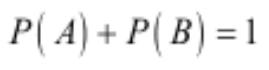 P( A) + P( B) = 1